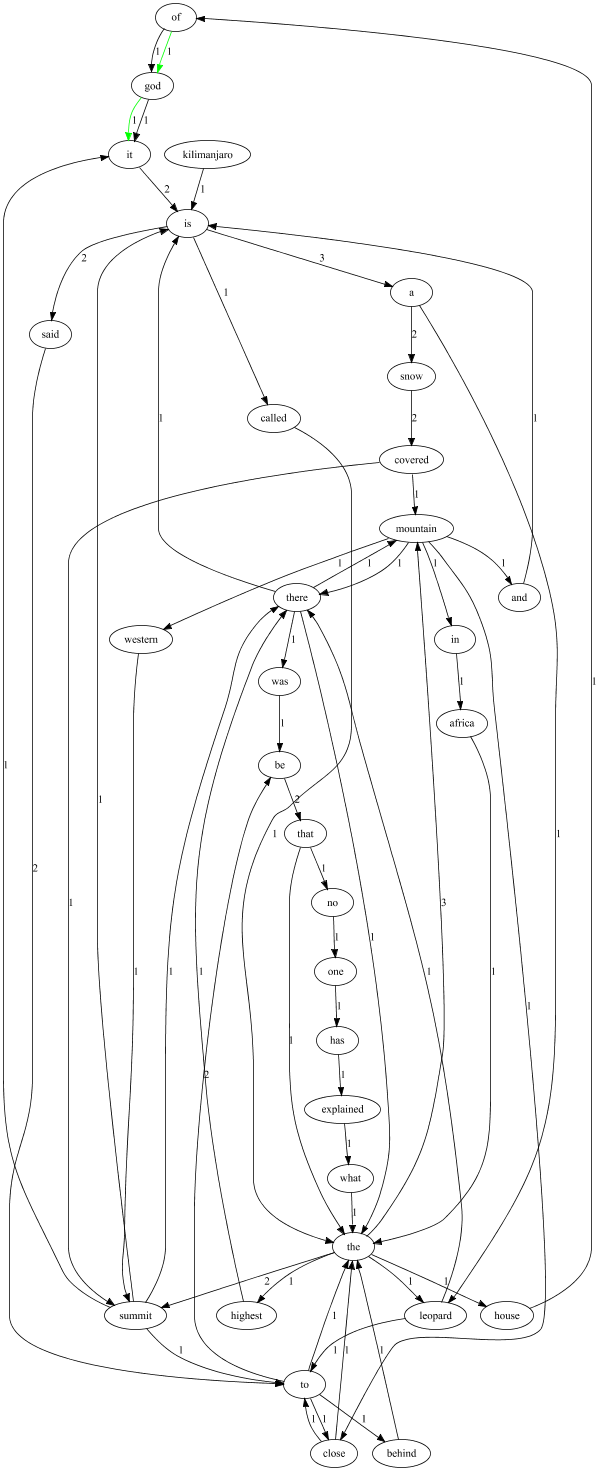 of
1 1
god
1 1
it kilimanjaro
2 1
is
2 3
1 a
said
2
snow
called 1 1
2
covered
1
mountain
1 1 1 1 1
there and
western 1 in
was 1 1
africa
1 be 1
2
1 1 2 that 1
1
1 1 no 1 3
1
one
1 1 1 1 1
1 has
2 1
explained
1
what
1
the
2 1 1 1
summit highest leopard house
1 1 1
to
1 1 1
close behind